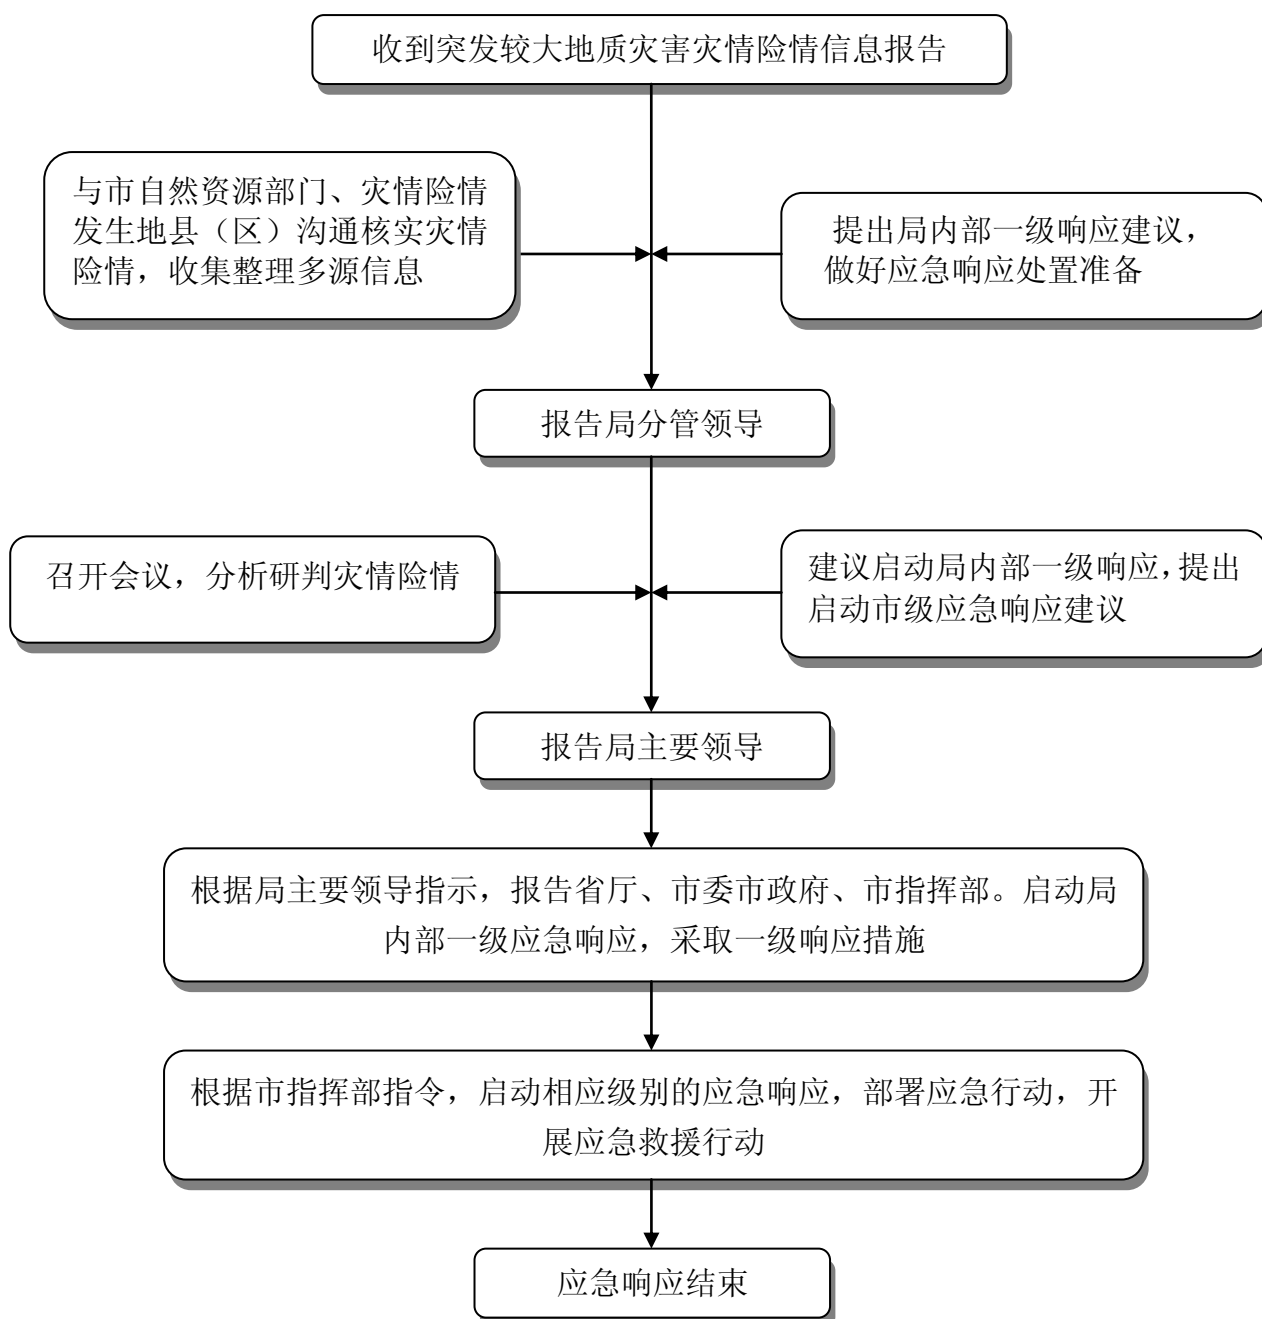 收到突发较大地质灾害灾情险情信息报告
与市自然资源部门、灾情险情
发生地县（区）沟通核实灾情
险情，收集整理多源信息
提出局内部一级响应建议，
做好应急响应处置准备
报告局分管领导
召开会议，分析研判灾情险情
建议启动局内部一级响应，提出
启动市级应急响应建议
报告局主要领导
根据局主要领导指示，报告省厅、市委市政府、市指挥部。启动局
内部一级应急响应，采取一级响应措施
根据市指挥部指令，启动相应级别的应急响应，部署应急行动，开
展应急救援行动
应急响应结束